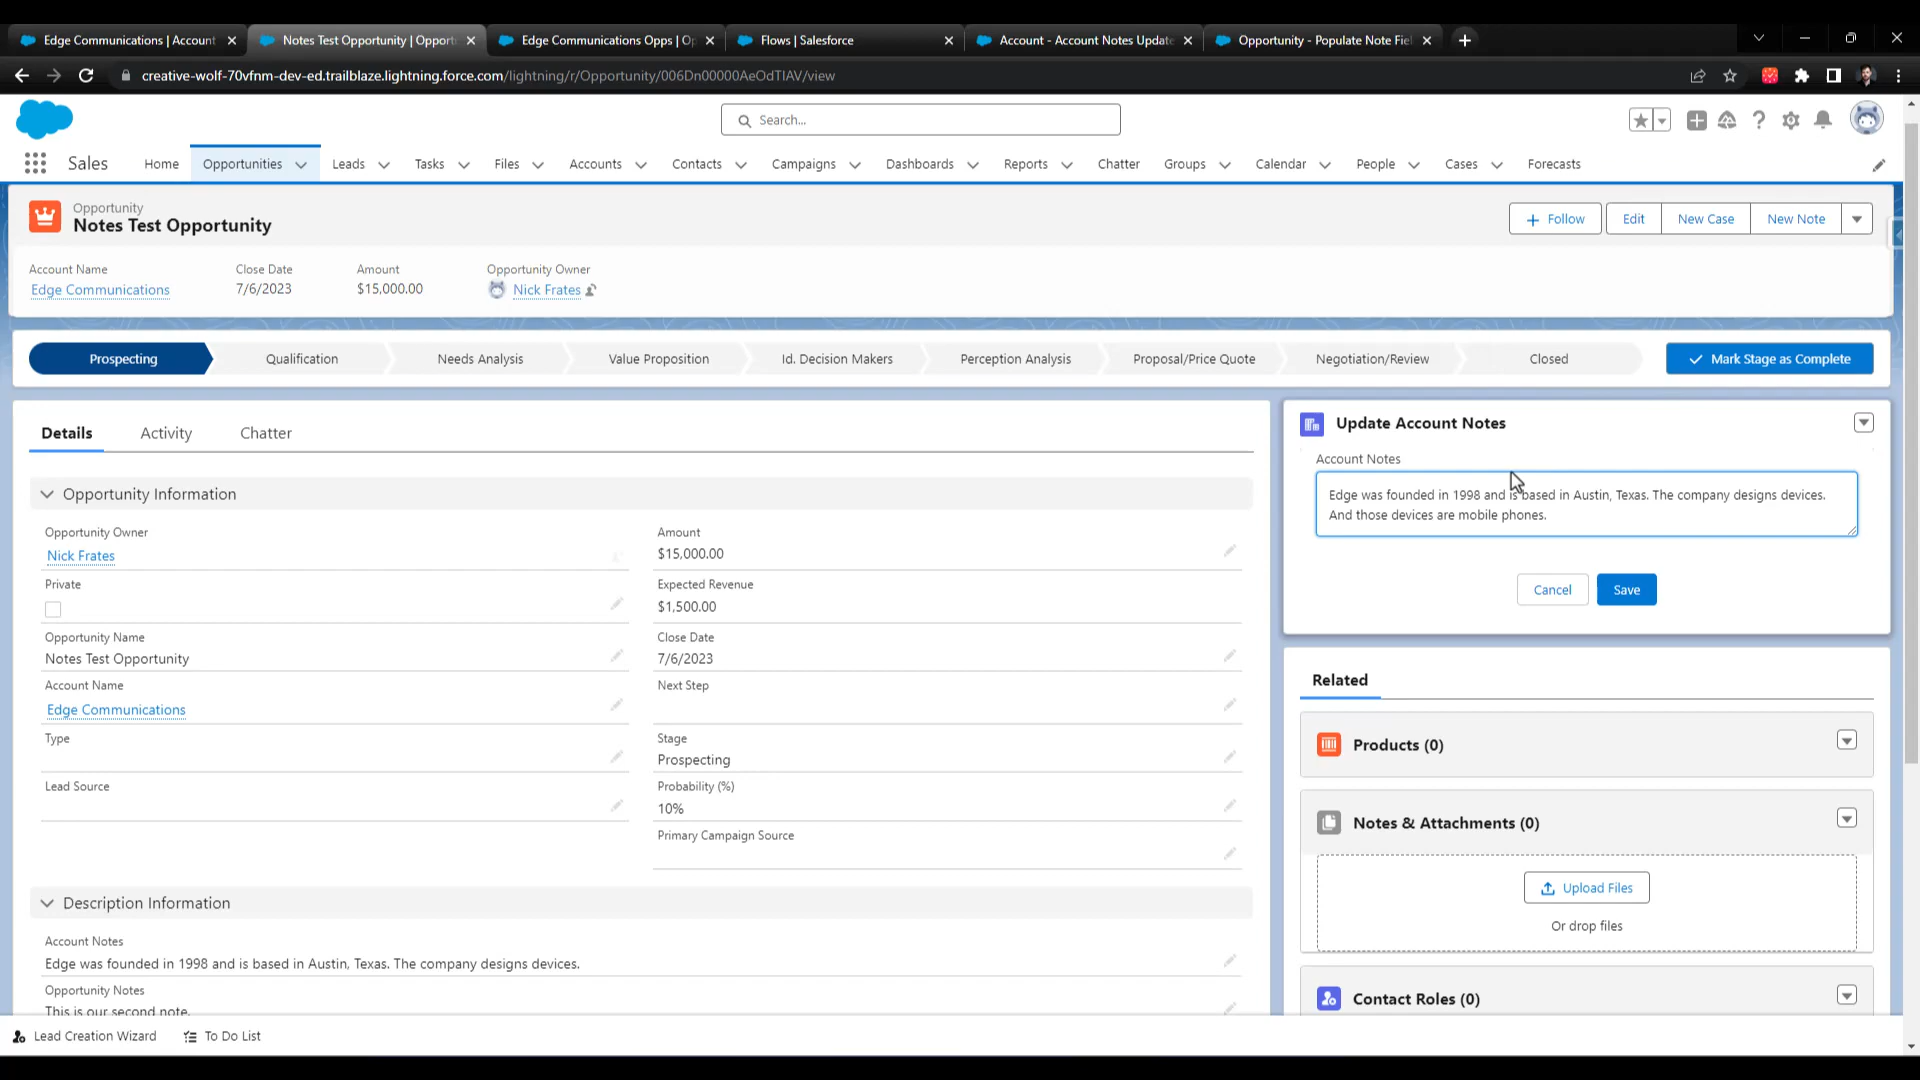 Edge Communications | Account
Notes Test Opportunity | Opport
Edge Communications Opps | Op
Flows | Salesforce
Account - Account Notes Update
Opportunity - Populate Note Fiel
creative-wolf-70vfnm-dev-ed.trailblaze.lightning.force.com/lightning/r/Opportunity/006Dn00000AeOdTIAV/view
Search...
Sales
Home
Opportunities
Leads
Tasks
Files
Accounts
Contacts
Campaigns
Dashboards
Reports
Chatter
Groups
Calendar
People
Cases
Forecasts
Opportunity
Notes Test Opportunity
Follow
Edit
New Case
New Note
Account Name
Close Date
Amount
Opportunity Owner
Edge Communications
7/6/2023
$15,000.00
Nick Frates
Prospecting
Qualification
Needs Analysis
Value Proposition
Id. Decision Makers
Perception Analysis
Proposal/Price Quote
Negotiation/Review
Closed
Mark Stage as Complete
Details
Activity
Chatter
Opportunity Information
Opportunity Owner
Nick Frates
Private
Opportunity Name
Notes Test Opportunity
Account Name
Edge Communications
Type
Lead Source
Amount
$15,000.00
Expected Revenue
$1,500.00
Close Date
7/6/2023
Next Step
Stage
Prospecting
Probability (%)
10%
Primary Campaign Source
Description Information
Account Notes
Edge was founded in 1998 and is based in Austin, Texas. The company designs devices.
Opportunity Notes
This is our second note.
Update Account Notes
Account Notes
Edge was founded in 1998 and is based in Austin, Texas. The company designs devices.
And those devices are mobile phones.
Cancel
Save
Related
Products (0)
Notes & Attachments (0)
Upload Files
Or drop files
Contact Roles (0)
Lead Creation Wizard
To Do List